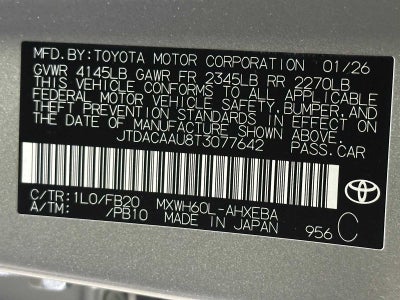 MFD. BY: TOYOTA MOTOR CORPORATION 01/26
GVWR 4145LB GAWR FR 2345LB RR 2270LB
THIS VEHICLE CONFORMS TO ALL APPLICABLE
FEDERAL MOTOR VEHICLE SAFETY, BUMPER, AND
THEFT PREVENTION STANDARDS IN EFFECT ON THE
DATE OF MANUFACTURE SHOWN ABOVE.
JTDACAAU8T3077642 PASS. CAR
C/TR: 1L0/FB20 MXWH60L-AHXEBA
A/TM: /PB10 MADE IN JAPAN 956 C
TOYOTA